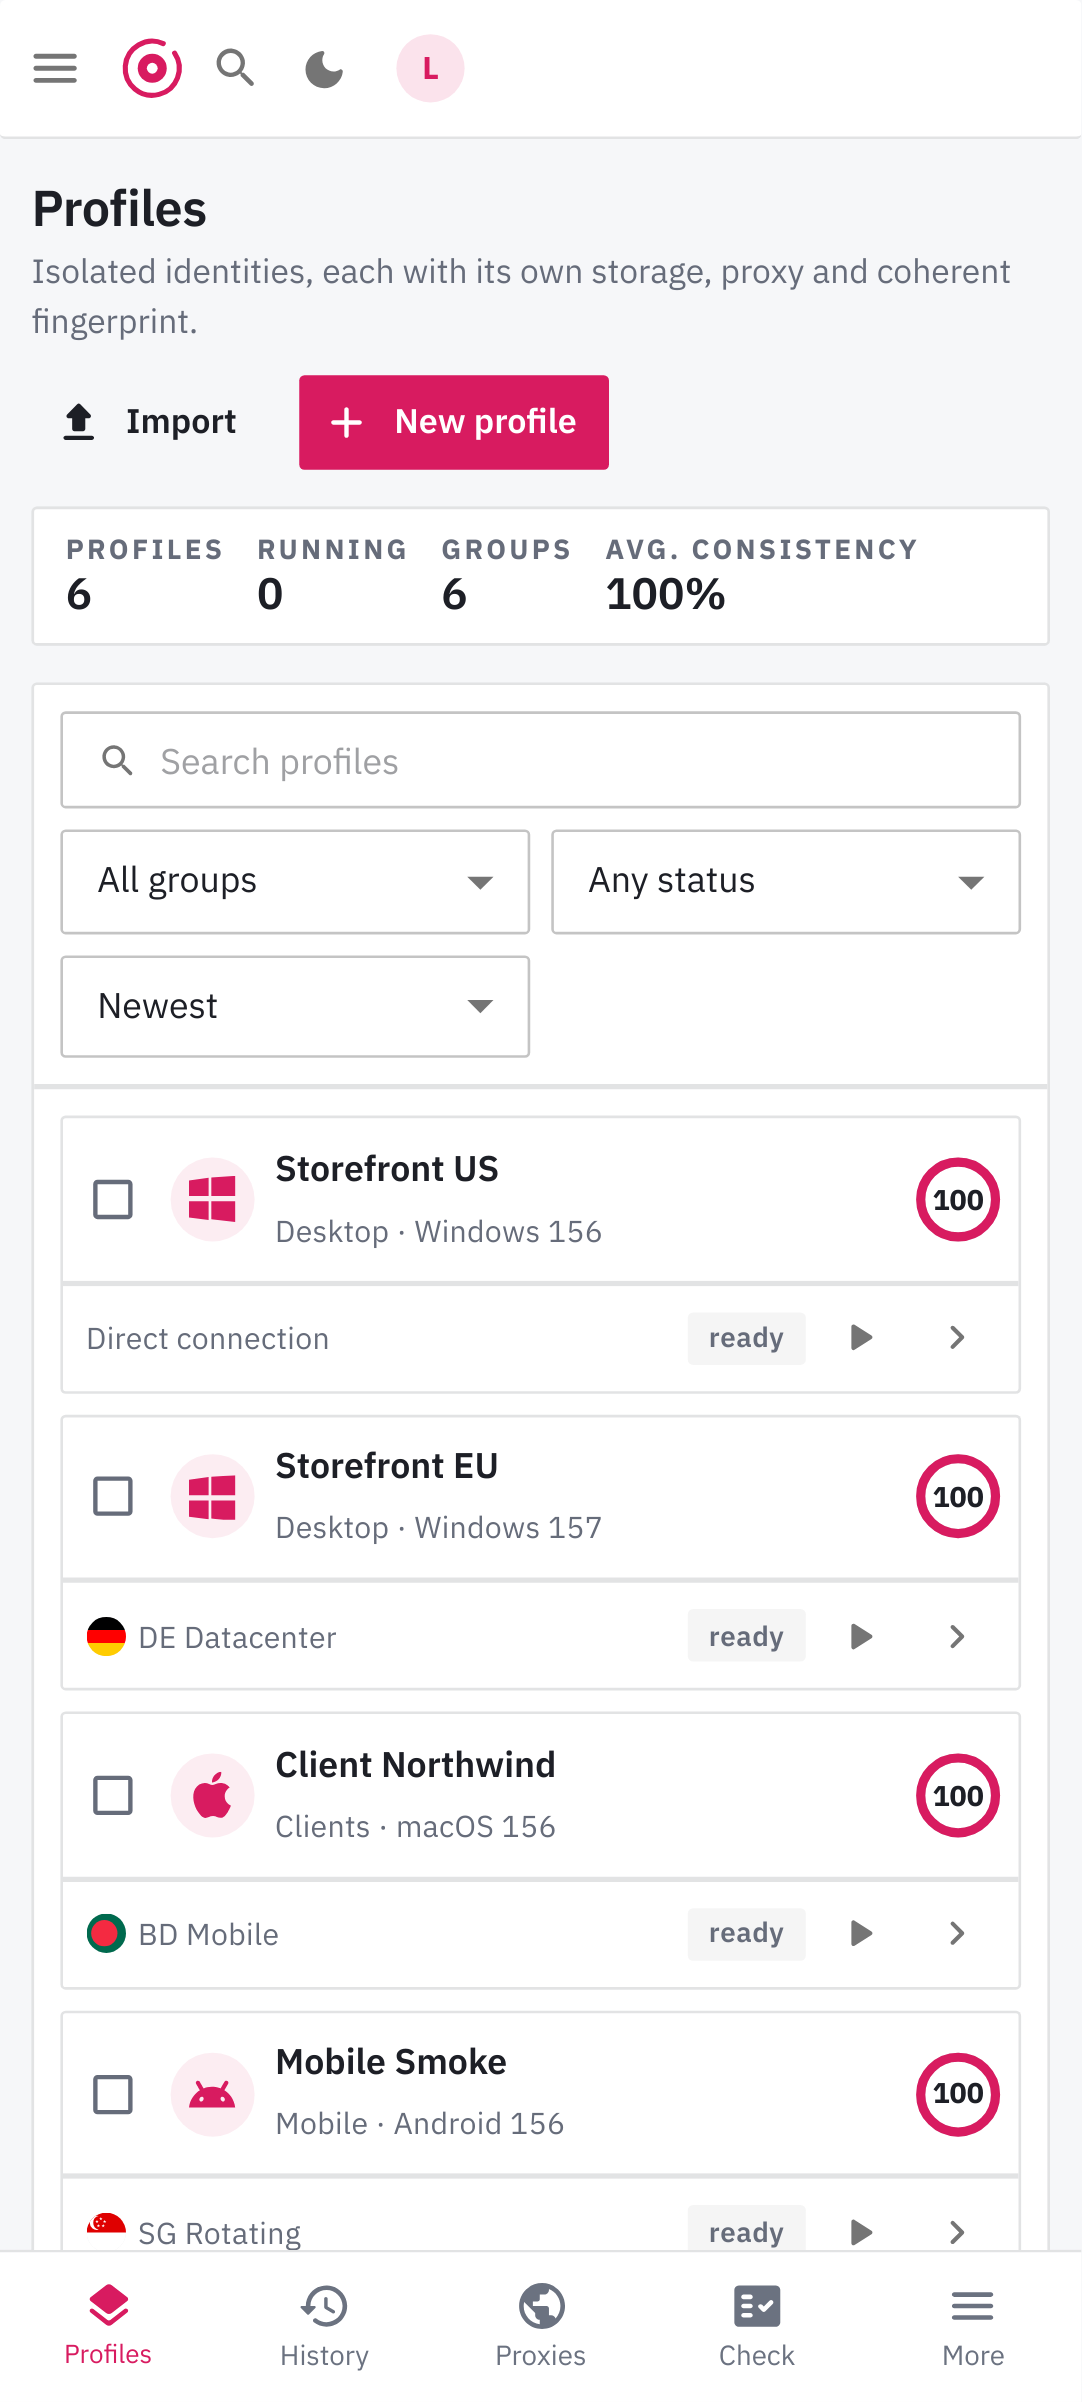 L
Profiles
Isolated identities, each with its own storage, proxy and coherent
fingerprint.
Import
New profile
PROFILES RUNNING GROUPS AVG. CONSISTENCY
6 0 6 100%
Search profiles
All groups Any status
Newest
Storefront US
100
Desktop · Windows 156
Direct connection ready
Storefront EU
100
Desktop · Windows 157
DE Datacenter ready
Client Northwind
100
Clients · macOS 156
BD Mobile ready
Mobile Smoke
100
Mobile · Android 156
SG Rotating ready
Profiles History Proxies Check More